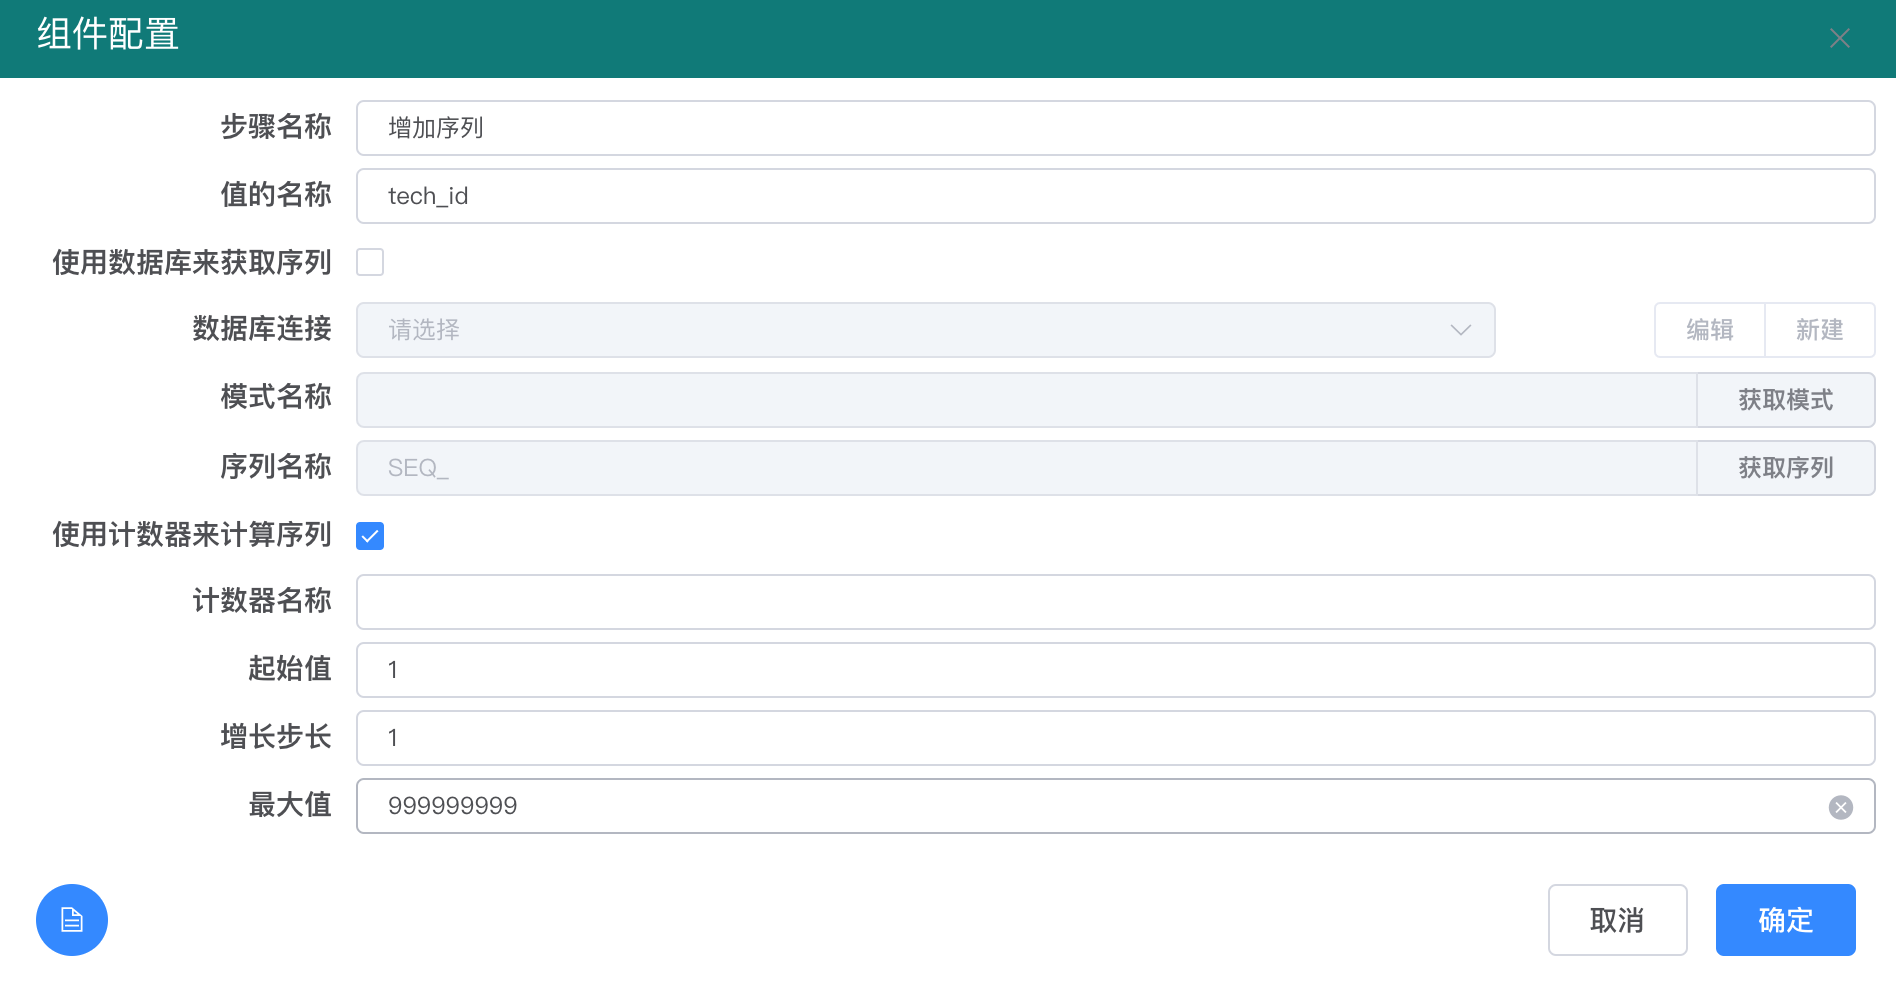 组件配置
步骤名称 增加序列
值的名称 tech_id
使用数据库来获取序列
数据库连接 请选择 编辑 新建
模式名称 获取模式
序列名称 SEQ_ 获取序列
使用计数器来计算序列
计数器名称
起始值 1
增长步长 1
最大值 999999999
取消 确定